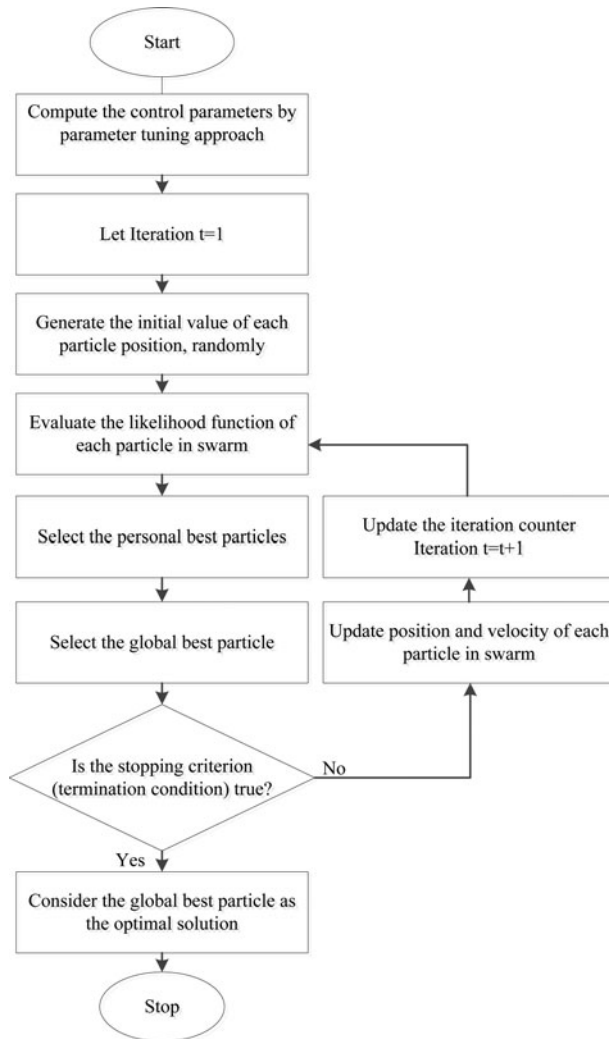 Start
Compute the control parameters by
parameter tuning approach
Let Iteration t=1
Generate the initial value of each
particle position, randomly
Evaluate the likelihood function of
each particle in swarm
Select the personal best particles
Update the iteration counter
Iteration t=t+1
Select the global best particle
Update position and velocity of each
particle in swarm
Is the stopping criterion
(termination condition) true?
No
Yes
Consider the global best particle as
the optimal solution
Stop